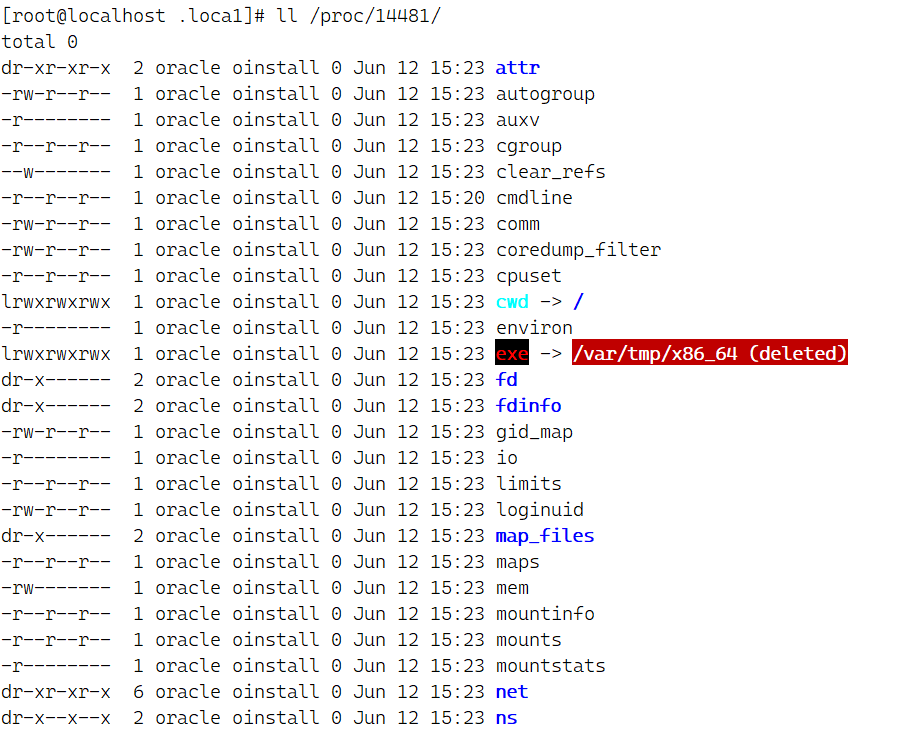 [root@localhost .loca1]# ll /proc/14481/
total 0
dr-xr-xr-x  2 oracle oinstall 0 Jun 12 15:23 attr
-rw-r--r--  1 oracle oinstall 0 Jun 12 15:23 autogroup
-r--------  1 oracle oinstall 0 Jun 12 15:23 auxv
-r--r--r--  1 oracle oinstall 0 Jun 12 15:23 cgroup
--w-------  1 oracle oinstall 0 Jun 12 15:23 clear_refs
-r--r--r--  1 oracle oinstall 0 Jun 12 15:20 cmdline
-rw-r--r--  1 oracle oinstall 0 Jun 12 15:23 comm
-rw-r--r--  1 oracle oinstall 0 Jun 12 15:23 coredump_filter
-r--r--r--  1 oracle oinstall 0 Jun 12 15:23 cpuset
lrwxrwxrwx  1 oracle oinstall 0 Jun 12 15:23 cwd -> /
-r--------  1 oracle oinstall 0 Jun 12 15:23 environ
lrwxrwxrwx  1 oracle oinstall 0 Jun 12 15:23 exe -> /var/tmp/x86_64 (deleted)
dr-x------  2 oracle oinstall 0 Jun 12 15:23 fd
dr-x------  2 oracle oinstall 0 Jun 12 15:23 fdinfo
-rw-r--r--  1 oracle oinstall 0 Jun 12 15:23 gid_map
-r--------  1 oracle oinstall 0 Jun 12 15:23 io
-r--r--r--  1 oracle oinstall 0 Jun 12 15:23 limits
-rw-r--r--  1 oracle oinstall 0 Jun 12 15:23 loginuid
dr-x------  2 oracle oinstall 0 Jun 12 15:23 map_files
-r--r--r--  1 oracle oinstall 0 Jun 12 15:23 maps
-rw-------  1 oracle oinstall 0 Jun 12 15:23 mem
-r--r--r--  1 oracle oinstall 0 Jun 12 15:23 mountinfo
-r--r--r--  1 oracle oinstall 0 Jun 12 15:23 mounts
-r--------  1 oracle oinstall 0 Jun 12 15:23 mountstats
dr-xr-xr-x  6 oracle oinstall 0 Jun 12 15:23 net
dr-x--x--x  2 oracle oinstall 0 Jun 12 15:23 ns